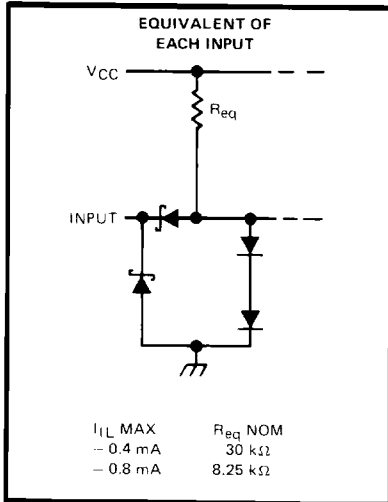 EQUIVALENT OF
EACH INPUT
VCC
Req
INPUT
IIL MAX Req NOM
− 0.4 mA 30 kΩ
− 0.8 mA 8.25 kΩ